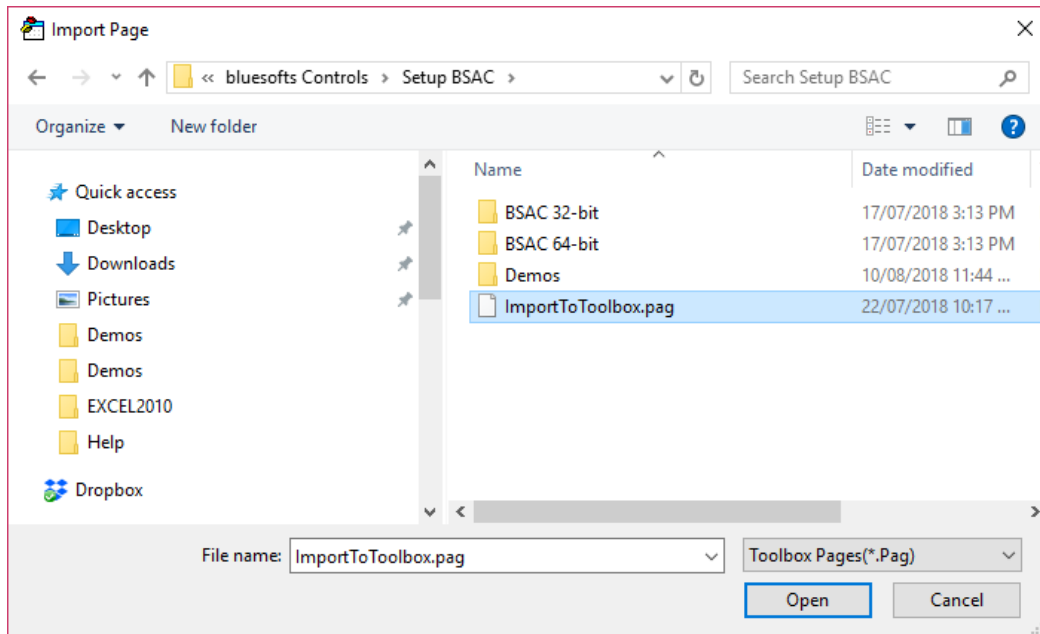 Import Page
« bluesofts Controls > Setup BSAC >
Search Setup BSAC
Organize
New folder
Name
Date modified
Quick access
Desktop
Downloads
Pictures
Demos
Demos
EXCEL2010
Help
Dropbox
BSAC 32-bit 17/07/2018 3:13 PM
BSAC 64-bit 17/07/2018 3:13 PM
Demos 10/08/2018 11:44 ...
ImportToToolbox.pag 22/07/2018 10:17 ...
File name: ImportToToolbox.pag
Toolbox Pages(*.Pag)
Open
Cancel